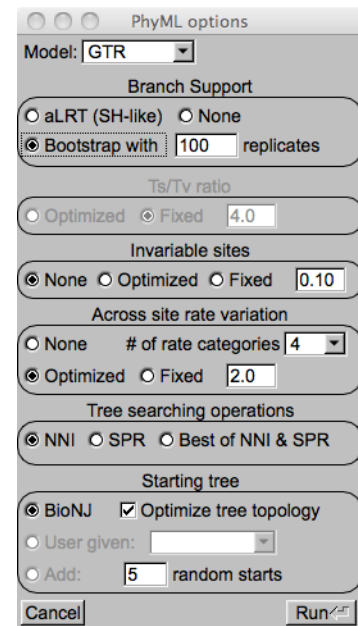 PhyML options
Model: GTR
Branch Support
aLRT (SH-like) None
Bootstrap with 100 replicates
Ts/Tv ratio
Optimized Fixed 4.0
Invariable sites
None Optimized Fixed 0.10
Across site rate variation
None # of rate categories 4
Optimized Fixed 2.0
Tree searching operations
NNI SPR Best of NNI & SPR
Starting tree
BioNJ Optimize tree topology
User given:
Add: 5 random starts
Cancel Run